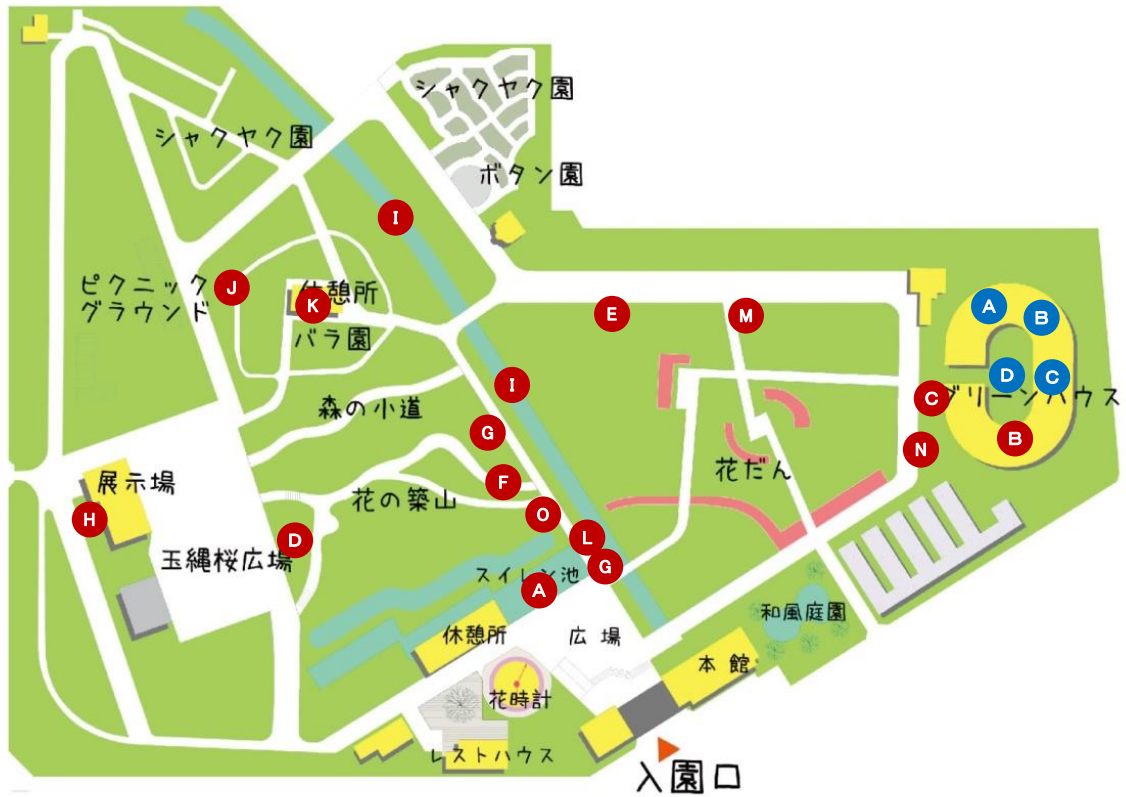 シャクヤク園
シャクヤク園
ボタン園
I
ピクニック
グラウンド
J
休憩所
K
バラ園
E
M
A
B
D
C
グリーンハウス
C
B
N
I
森の小道
G
花だん
展示場
F
花の築山
H
O
D
L
玉縄桜広場
スイレン池
G
A
和風庭園
休憩所
広場
本館
花時計
レストハウス
入園口